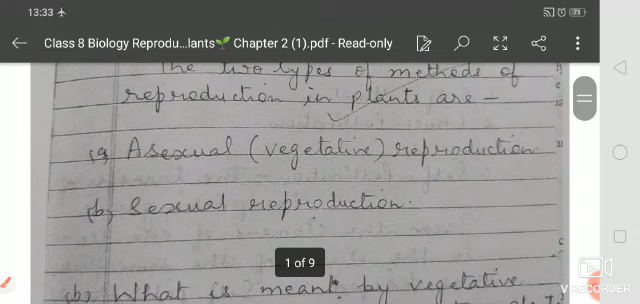 13:33
Class 8 Biology Reprodu...lants🌱 Chapter 2 (1).pdf - Read-only
The two types of methods of
reproduction in plants are -
(a) Asexual (vegetative) reproduction
(b) Sexual reproduction.
1 of 9
(b) What is meant by vegetative
V RECORDER